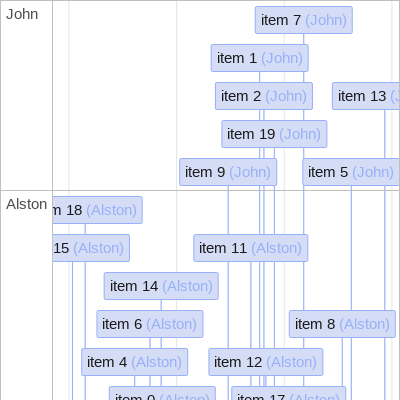 John
item 7 (John)
item 1 (John)
item 2 (John)
item 13
item 19 (John)
item 9 (John)
item 5 (John)
Alston
18 (Alston)
15 (Alston)
item 11 (Alston)
item 14 (Alston)
item 6 (Alston)
item 8 (Alston)
item 4 (Alston)
item 12 (Alston)
item 0 (Alston)
item 17 (Alston)